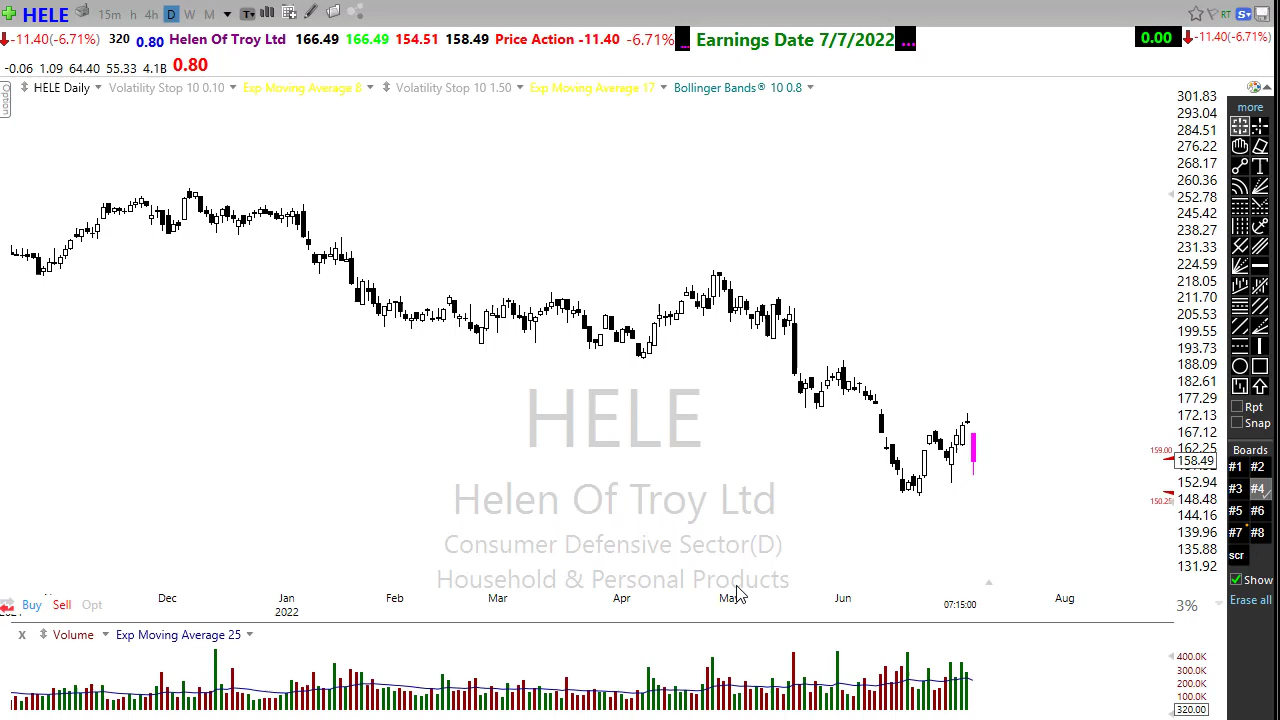 HELE 15m h 4h D W M T RT S
-11.40(-6.71%) 320 0.80 Helen Of Troy Ltd 166.49 166.49 154.51 158.49 Price Action -11.40 -6.71% ... Earnings Date 7/7/2022 ... 0.00 -11.40(-6.71%)
-0.06 1.09 64.40 55.33 4.1B 0.80
Option
HELE Daily Volatility Stop 10 0.10 Exp Moving Average 8 Volatility Stop 10 1.50 Exp Moving Average 17 Bollinger Bands® 10 0.8
301.83
293.04
284.51
276.22
268.17
260.36
252.78
245.42
238.27
231.33
224.59
218.05
211.70
205.53
199.55
193.73
188.09
182.61
177.29
172.13
167.12
162.25
159.00
158.49
152.94
148.48
150.25
144.16
139.96
135.88
131.92
HELE
Helen Of Troy Ltd
Consumer Defensive Sector(D)
Household & Personal Products
Dec Jan Feb Mar Apr May Jun 07:15:00 Aug
2022
Buy Sell Opt
3%
X Volume Exp Moving Average 25
400.0K
300.0K
200.0K
100.0K
320.00
more
T
Rpt
Snap
Boards
#1 #2
#3 #4
#5 #6
#7 #8
scr
Show
Erase all